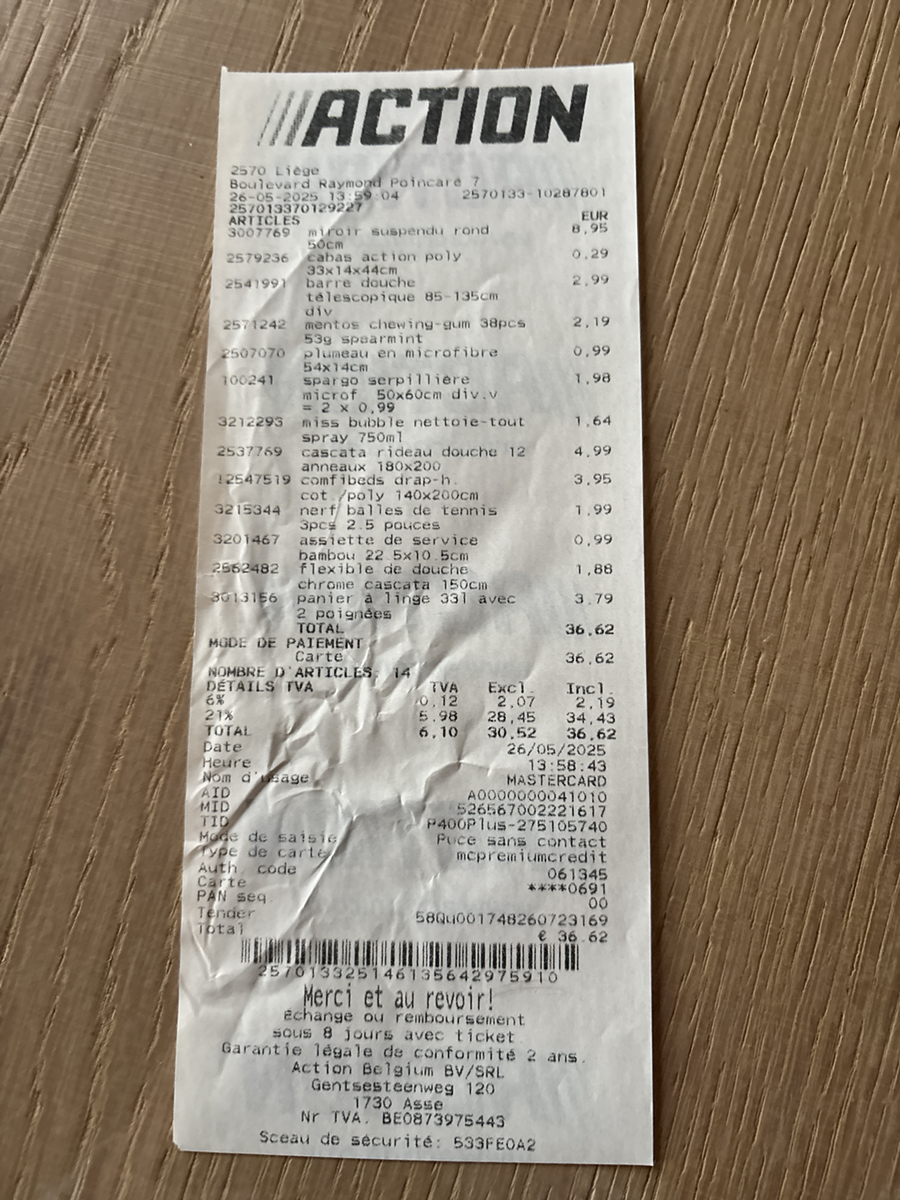 ///ACTION
2570 Liège
Boulevard Raymond Poincaré 7
26-05-2025 13:59:04 2570133-10287801
257013370129227
ARTICLES EUR
3007769 miroir suspendu rond 8,95
50cm
2579236 cabas action poly 0,29
33x14x44cm
2541991 barre douche 2,99
télescopique 85-135cm
div
2571242 mentos chewing-gum 38pcs 2,19
53g spearmint
2507070 plumeau en microfibre 0,99
54x14cm
100241 spargo serpillière 1,98
microf 50x60cm div.v
= 2 x 0,99
3212293 miss bubble nettoie-tout 1,64
spray 750ml
2537769 cascata rideau douche 12 4,99
anneaux 180x200
12547519 comfibeds drap-h. 3,95
cot./poly 140x200cm
3215344 nerf balles de tennis 1,99
3pcs 2.5 pouces
3201467 assiette de service 0,99
bambou 22.5x10.5cm
2562482 flexible de douche 1,88
chrome cascata 150cm
3013156 panier à linge 33l avec 3,79
2 poignées
TOTAL 36,62
MODE DE PAIEMENT
Carte 36,62
NOMBRE D'ARTICLES: 14
DÉTAILS TVA TVA Excl. Incl.
6% 0,12 2,07 2,19
21% 5,98 28,45 34,43
TOTAL 6,10 30,52 36,62
Date 26/05/2025
Heure 13:58:43
Nom d'usage MASTERCARD
AID A0000000041010
MID 526567002221617
TID P400Plus-275105740
Mode de saisie Puce sans contact
Type de carte mcpremiumcredit
Auth. code 061345
Carte ****0691
PAN seq. 00
Tender 58Qu001748260723169
Total € 36.62
257013325146135642975910
Merci et au revoir!
Échange ou remboursement
sous 8 jours avec ticket.
Garantie légale de conformité 2 ans.
Action Belgium BV/SRL
Gentsesteenweg 120
1730 Asse
Nr TVA. BE0873975443
Sceau de sécurité: 533FE0A2